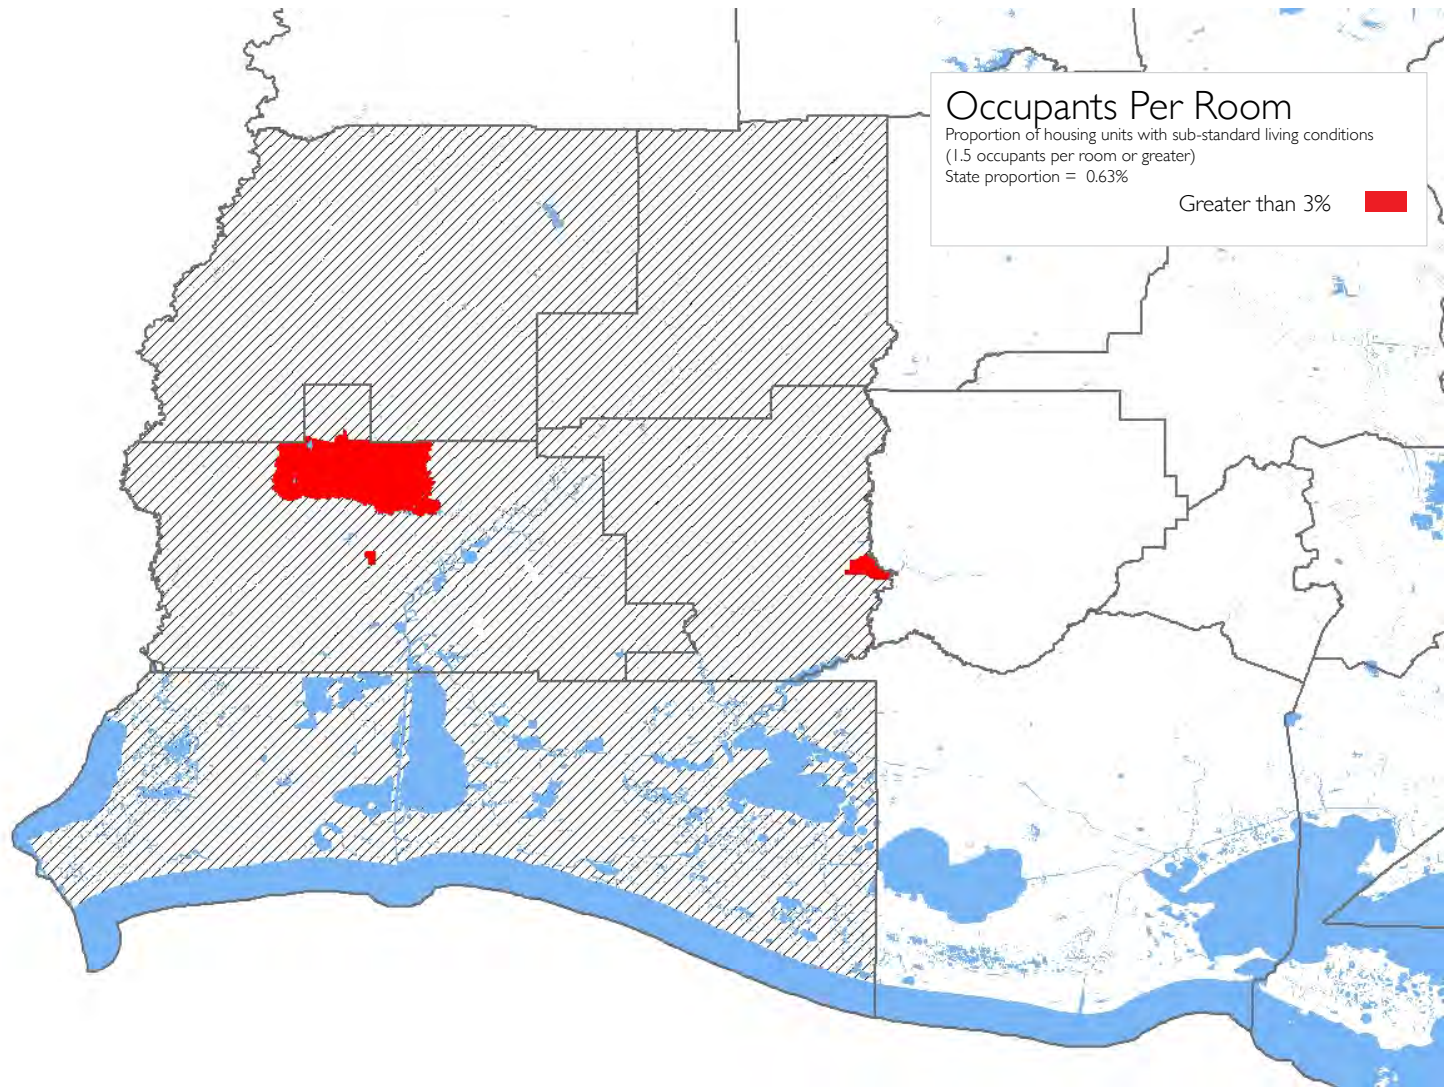 Occupants Per Room
Proportion of housing units with sub-standard living conditions
(1.5 occupants per room or greater)
State proportion = 0.63%
Greater than 3%